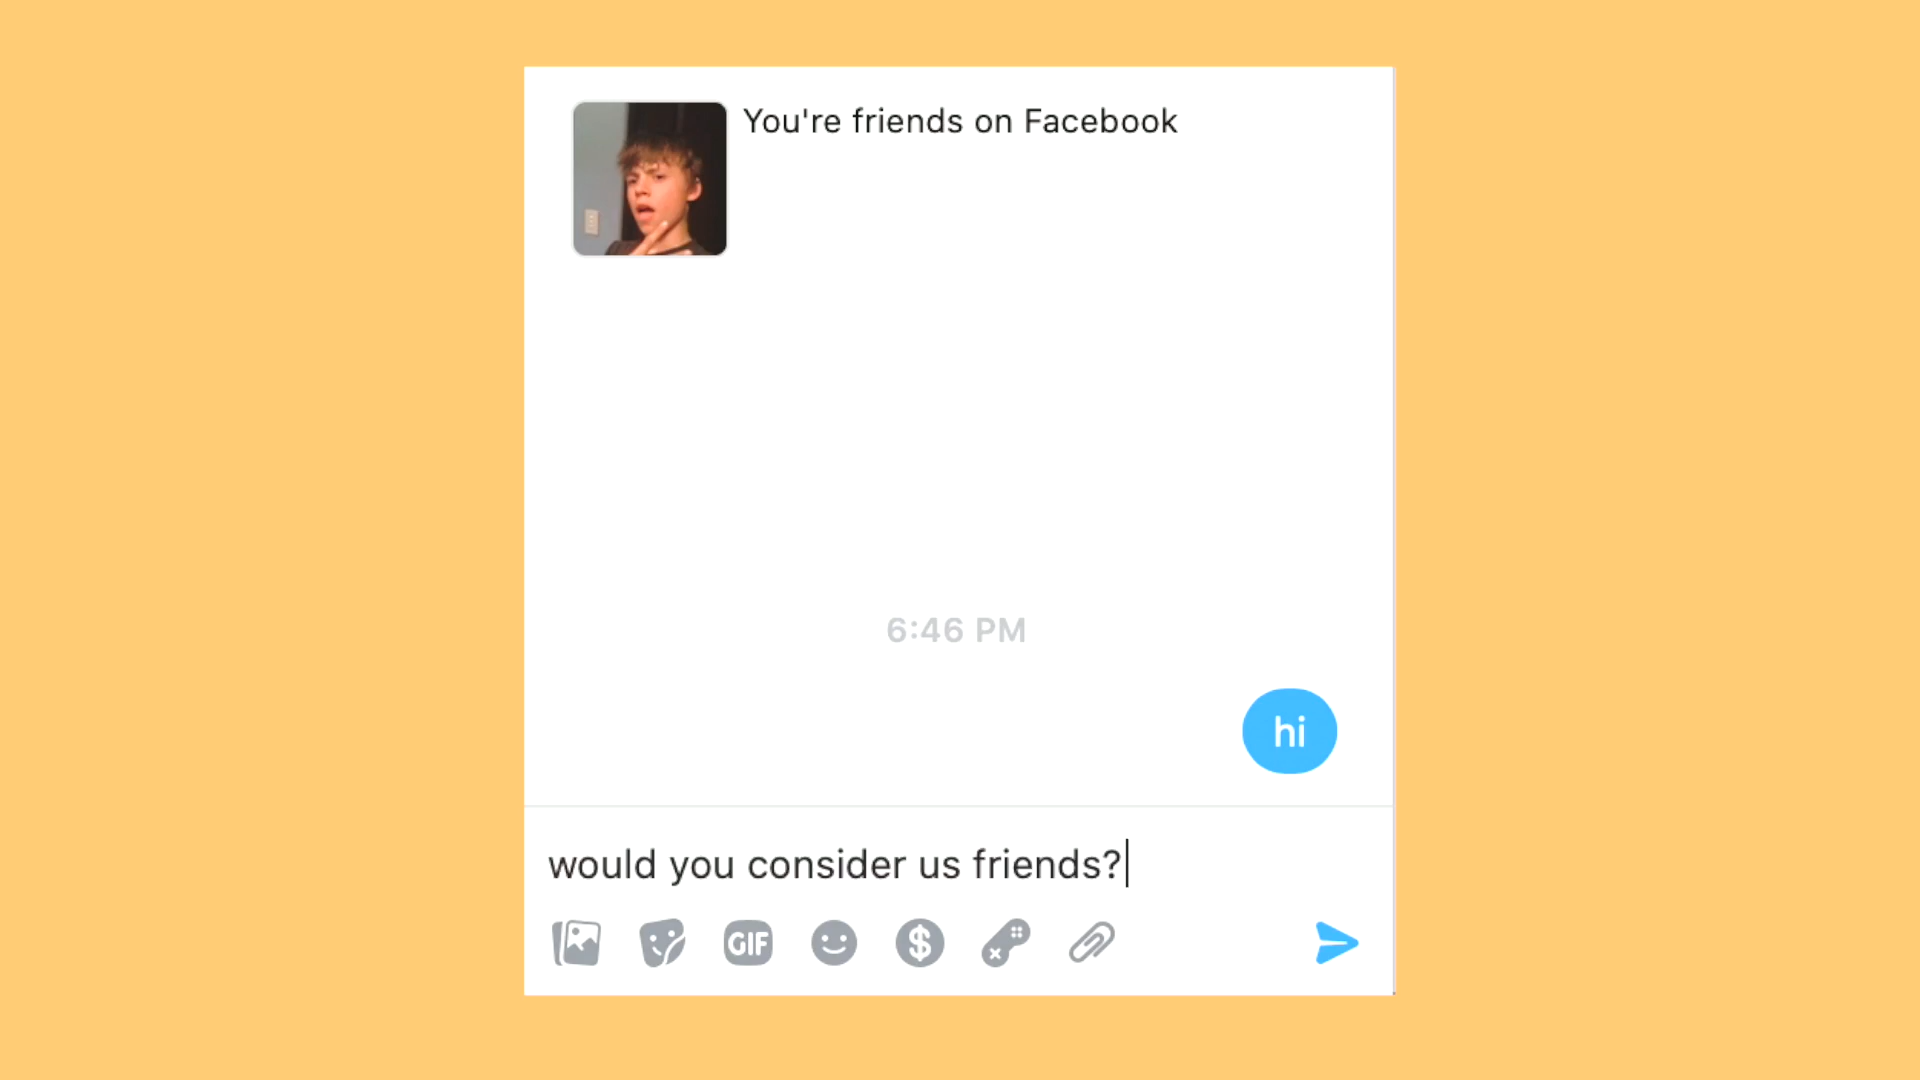 You're friends on Facebook
6:46 PM
hi
would you consider us friends?
GIF
$